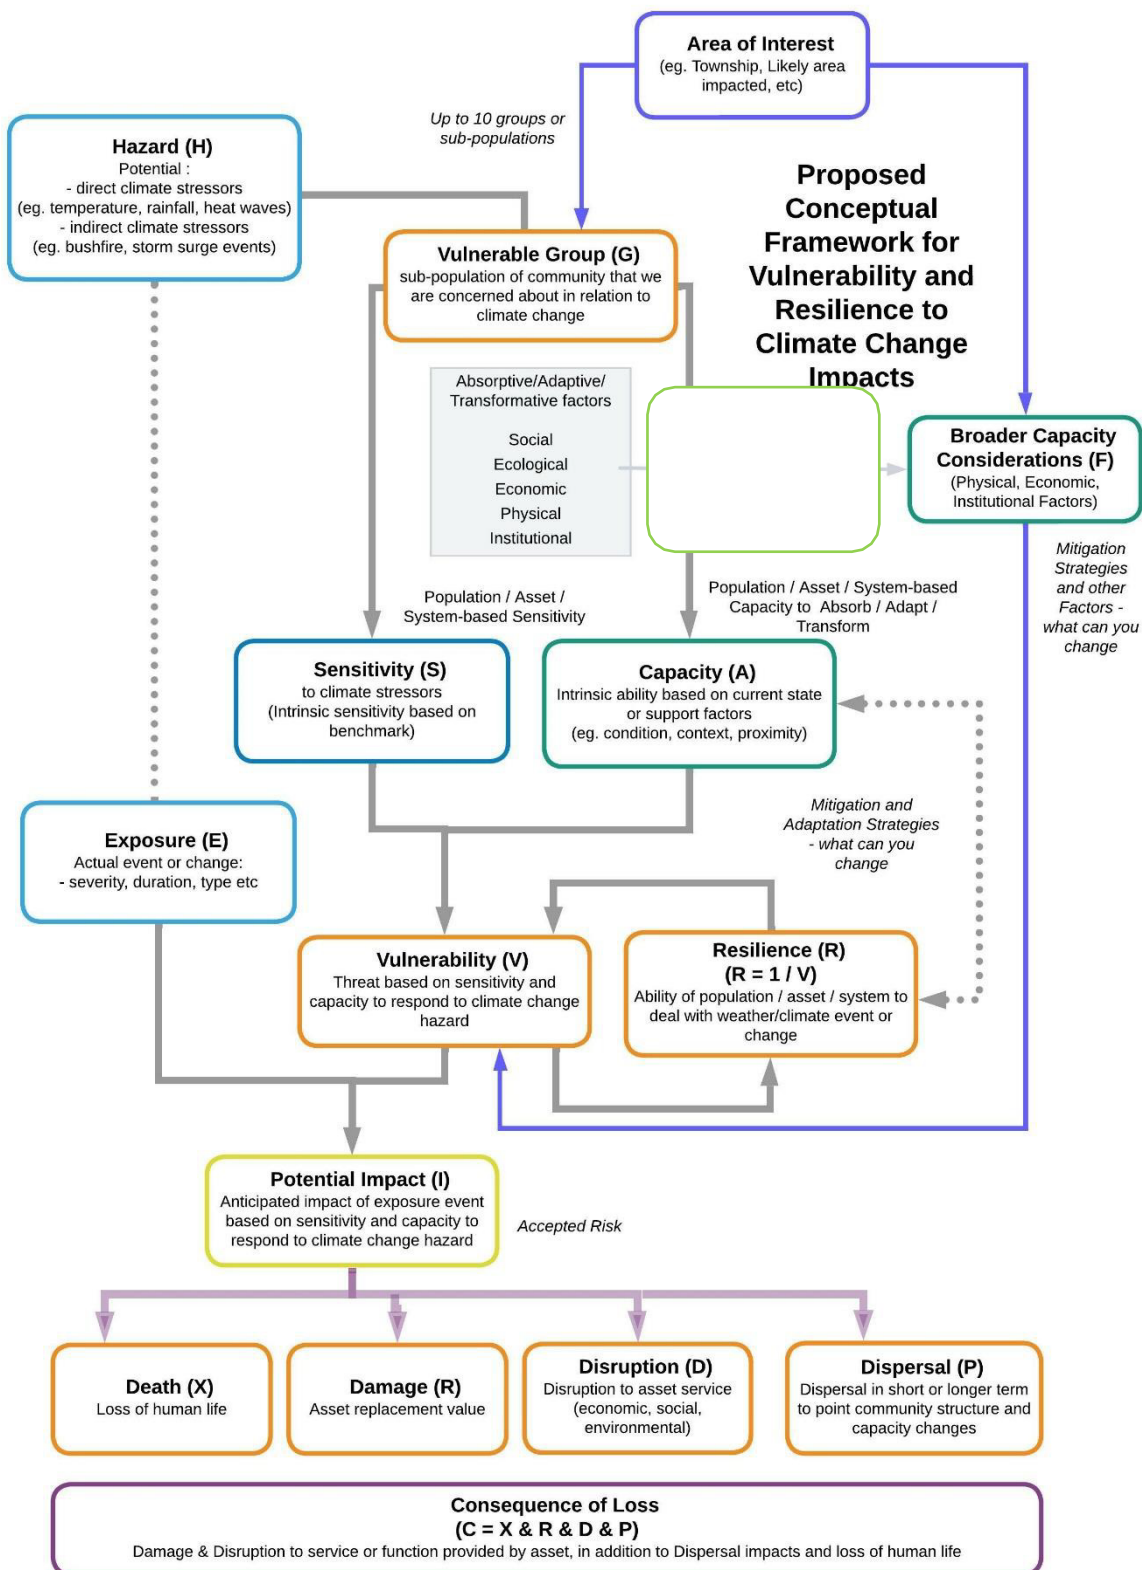 Area of Interest
(eg. Township, Likely area
impacted, etc)
Up to 10 groups or
sub-populations
Hazard (H)
Potential :
- direct climate stressors
(eg. temperature, rainfall, heat waves)
- indirect climate stressors
(eg. bushfire, storm surge events)
Proposed
Conceptual
Framework for
Vulnerability and
Resilience to
Climate Change
Impacts
Vulnerable Group (G)
sub-population of community that we
are concerned about in relation to
climate change
Absorptive/Adaptive/
Transformative factors
Social
Ecological
Economic
Physical
Institutional
Broader Capacity
Considerations (F)
(Physical, Economic,
Institutional Factors)
Mitigation
Strategies
and other
Factors -
what can you
change
Population / Asset /
System-based Sensitivity
Population / Asset / System-based
Capacity to Absorb / Adapt /
Transform
Sensitivity (S)
to climate stressors
(Intrinsic sensitivity based on
benchmark)
Capacity (A)
Intrinsic ability based on current state
or support factors
(eg. condition, context, proximity)
Mitigation and
Adaptation Strategies
- what can you
change
Exposure (E)
Actual event or change:
- severity, duration, type etc
Vulnerability (V)
Threat based on sensitivity and
capacity to respond to climate change
hazard
Resilience (R)
(R = 1 / V)
Ability of population / asset / system to
deal with weather/climate event or
change
Potential Impact (I)
Anticipated impact of exposure event
based on sensitivity and capacity to
respond to climate change hazard
Accepted Risk
Death (X)
Loss of human life
Damage (R)
Asset replacement value
Disruption (D)
Disruption to asset service
(economic, social,
environmental)
Dispersal (P)
Dispersal in short or longer term
to point community structure and
capacity changes
Consequence of Loss
(C = X & R & D & P)
Damage & Disruption to service or function provided by asset, in addition to Dispersal impacts and loss of human life